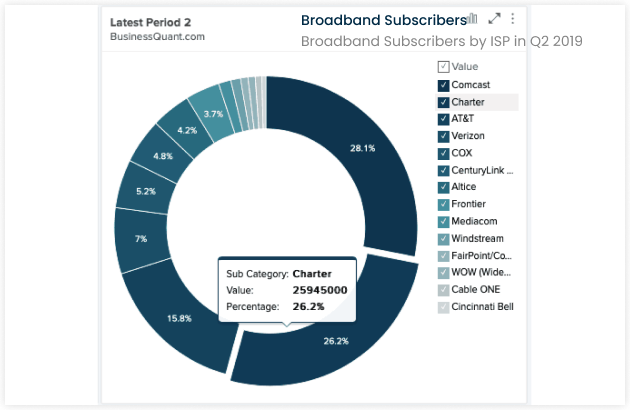 Latest Period 2
BusinessQuant.com
Broadband Subscribers
Broadband Subscribers by ISP in Q2 2019
Value
Comcast
Charter
AT&T
Verizon
COX
CenturyLink ...
Altice
Frontier
Mediacom
Windstream
FairPoint/Co...
WOW (Wide...
Cable ONE
Cincinnati Bell
28.1%
26.2%
15.8%
7%
5.2%
4.8%
4.2%
3.7%
Sub Category: Charter
Value: 25945000
Percentage: 26.2%